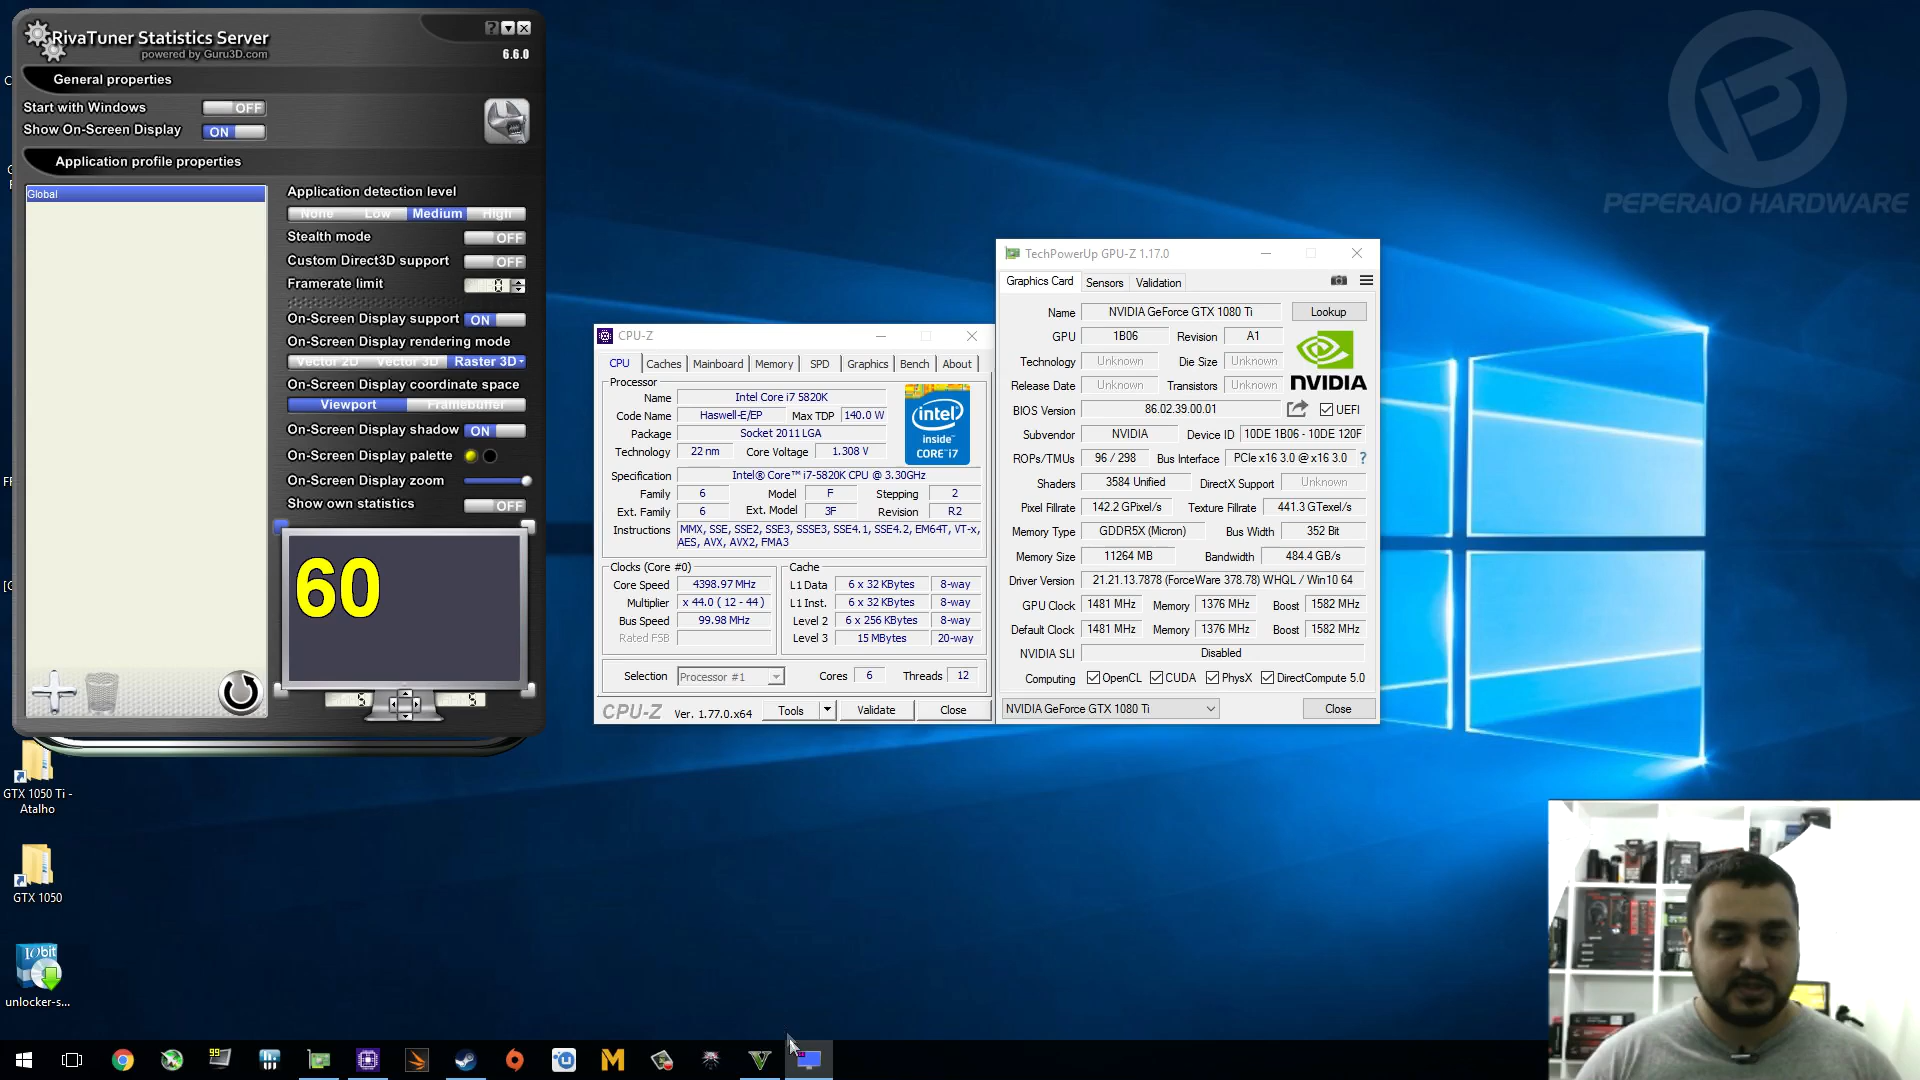 RivaTuner Statistics Server
powered by Guru3D.com
6.6.0
General properties
Start with Windows OFF
Show On-Screen Display ON
Application profile properties
Global
Application detection level
None Low Medium High
Stealth mode OFF
Custom Direct3D support OFF
Framerate limit 0
On-Screen Display support ON
On-Screen Display rendering mode
Vector 2D Vector 3D Raster 3D
On-Screen Display coordinate space
Viewport Framebuffer
On-Screen Display shadow ON
On-Screen Display palette
On-Screen Display zoom
Show own statistics OFF
60
5 5
CPU-Z
CPU Caches Mainboard Memory SPD Graphics Bench About
Processor
Name Intel Core i7 5820K
Code Name Haswell-E/EP Max TDP 140.0 W
Package Socket 2011 LGA
Technology 22 nm Core Voltage 1.308 V
intel inside™ CORE™ i7
Specification Intel® Core™ i7-5820K CPU @ 3.30GHz
Family 6 Model F Stepping 2
Ext. Family 6 Ext. Model 3F Revision R2
Instructions MMX, SSE, SSE2, SSE3, SSSE3, SSE4.1, SSE4.2, EM64T, VT-x,
AES, AVX, AVX2, FMA3
Clocks (Core #0)
Core Speed 4398.97 MHz
Multiplier x 44.0 ( 12 - 44 )
Bus Speed 99.98 MHz
Rated FSB
Cache
L1 Data 6 x 32 KBytes 8-way
L1 Inst. 6 x 32 KBytes 8-way
Level 2 6 x 256 KBytes 8-way
Level 3 15 MBytes 20-way
Selection Processor #1 Cores 6 Threads 12
CPU-Z Ver. 1.77.0.x64 Tools Validate Close
TechPowerUp GPU-Z 1.17.0
Graphics Card Sensors Validation
Name NVIDIA GeForce GTX 1080 Ti Lookup
GPU 1B06 Revision A1
Technology Unknown Die Size Unknown
Release Date Unknown Transistors Unknown
NVIDIA
BIOS Version 86.02.39.00.01 UEFI
Subvendor NVIDIA Device ID 10DE 1B06 - 10DE 120F
ROPs/TMUs 96 / 298 Bus Interface PCIe x16 3.0 @ x16 3.0 ?
Shaders 3584 Unified DirectX Support Unknown
Pixel Fillrate 142.2 GPixel/s Texture Fillrate 441.3 GTexel/s
Memory Type GDDR5X (Micron) Bus Width 352 Bit
Memory Size 11264 MB Bandwidth 484.4 GB/s
Driver Version 21.21.13.7878 (ForceWare 378.78) WHQL / Win10 64
GPU Clock 1481 MHz Memory 1376 MHz Boost 1582 MHz
Default Clock 1481 MHz Memory 1376 MHz Boost 1582 MHz
NVIDIA SLI Disabled
Computing OpenCL CUDA PhysX DirectCompute 5.0
NVIDIA GeForce GTX 1080 Ti Close
PEPERAIO HARDWARE
GTX 1050 Ti -
Atalho
GTX 1050
IObit
unlocker-s...
99